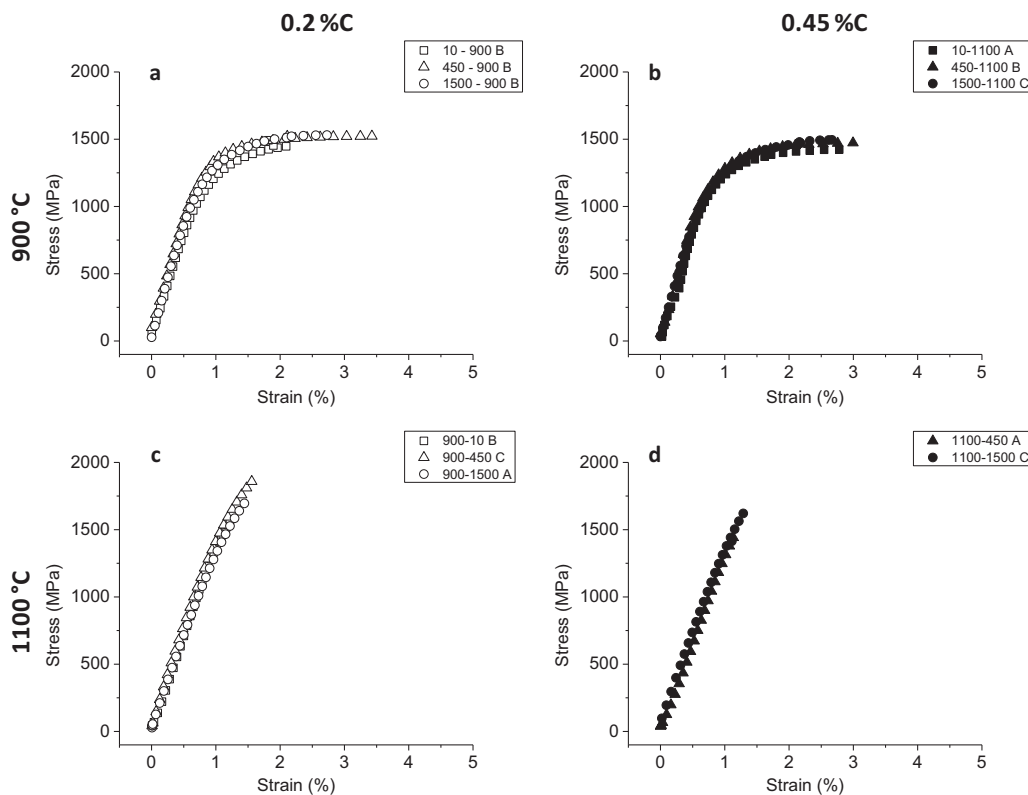 0.2 %C
0.45 %C
900 °C
1100 °C
a
10 - 900 B
450 - 900 B
1500 - 900 B
2000
1500
1000
500
0
Stress (MPa)
0 1 2 3 4 5
Strain (%)
b
10-1100 A
450-1100 B
1500-1100 C
2000
1500
1000
500
0
Stress (MPa)
0 1 2 3 4 5
Strain (%)
c
900-10 B
900-450 C
900-1500 A
2000
1500
1000
500
0
Stress (MPa)
0 1 2 3 4 5
Strain (%)
d
1100-450 A
1100-1500 C
2000
1500
1000
500
0
Stress (MPa)
0 1 2 3 4 5
Strain (%)